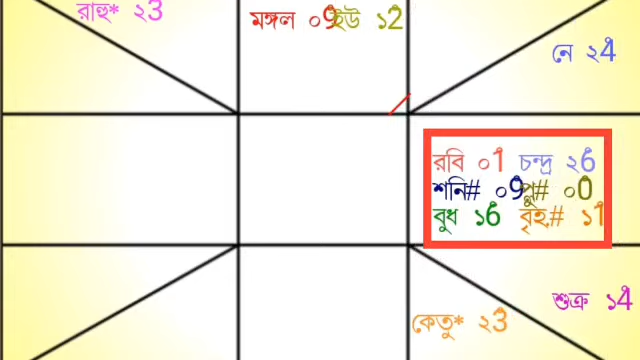 রাহু* ২3
মঙ্গল ০9 ইউ ১2
নে ২4
রবি ০1 চন্দ্র ২6
শনি# ০9 প্লু# ০0
বুধ ১6 বৃহ.# ১1
শুক্র ১4
কেতু* ২3